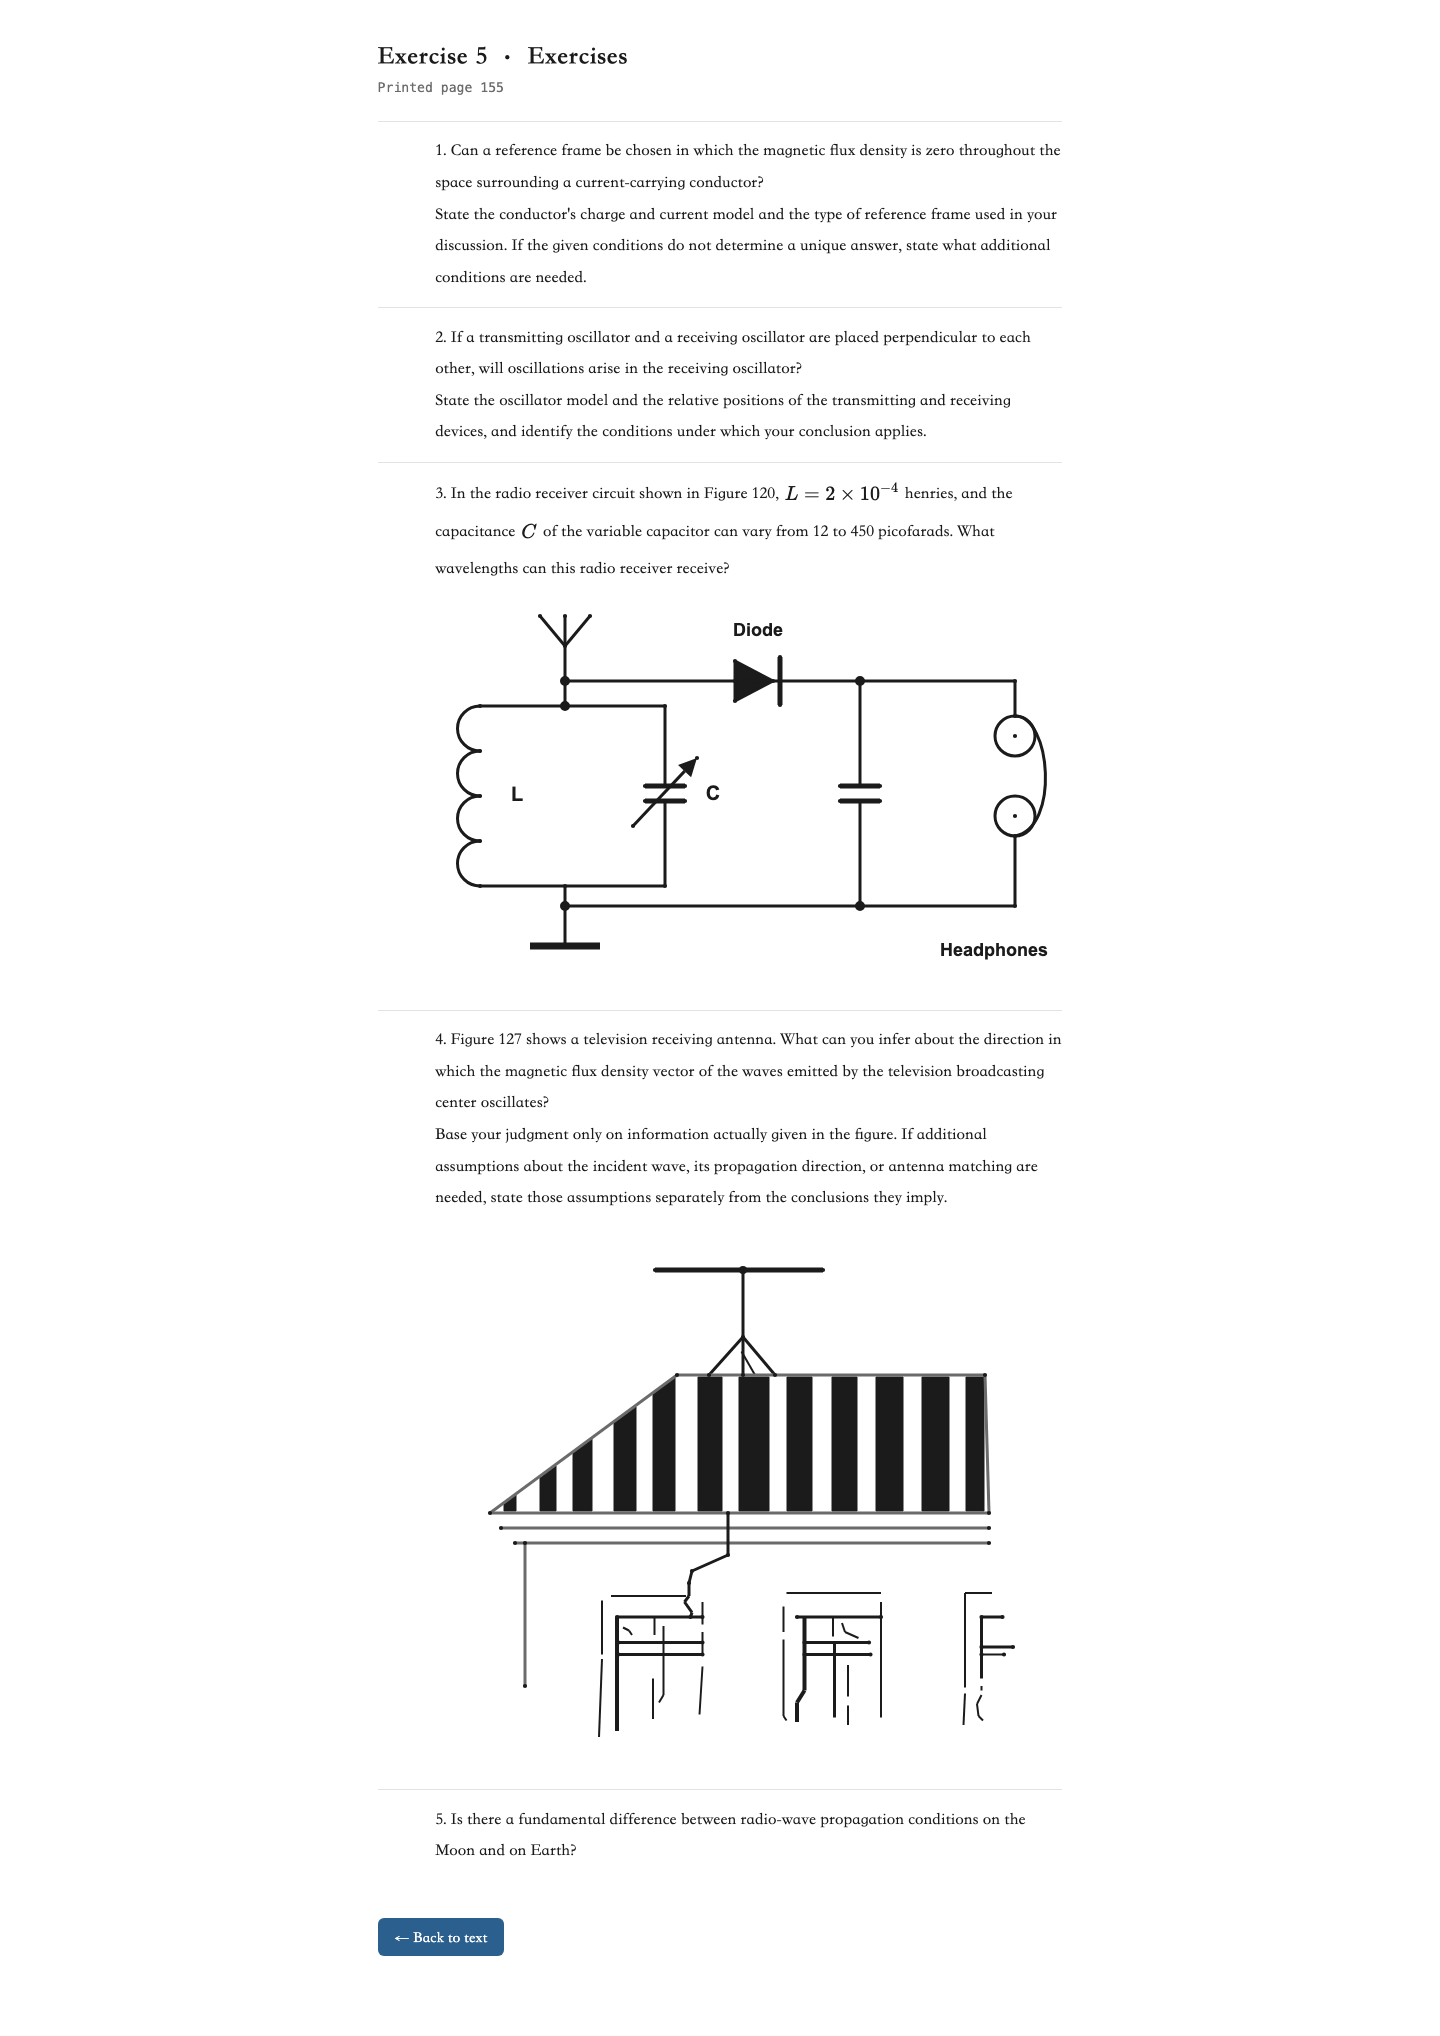 Exercise 5 · Exercises
Printed page 155
1. Can a reference frame be chosen in which the magnetic flux density is zero throughout the
space surrounding a current-carrying conductor?
State the conductor's charge and current model and the type of reference frame used in your
discussion. If the given conditions do not determine a unique answer, state what additional
conditions are needed.
2. If a transmitting oscillator and a receiving oscillator are placed perpendicular to each
other, will oscillations arise in the receiving oscillator?
State the oscillator model and the relative positions of the transmitting and receiving
devices, and identify the conditions under which your conclusion applies.
3. In the radio receiver circuit shown in Figure 120, L = 2 × 10⁻⁴ henries, and the
capacitance C of the variable capacitor can vary from 12 to 450 picofarads. What
wavelengths can this radio receiver receive?
Diode
L
C
Headphones
4. Figure 127 shows a television receiving antenna. What can you infer about the direction in
which the magnetic flux density vector of the waves emitted by the television broadcasting
center oscillates?
Base your judgment only on information actually given in the figure. If additional
assumptions about the incident wave, its propagation direction, or antenna matching are
needed, state those assumptions separately from the conclusions they imply.
5. Is there a fundamental difference between radio-wave propagation conditions on the
Moon and on Earth?
← Back to text